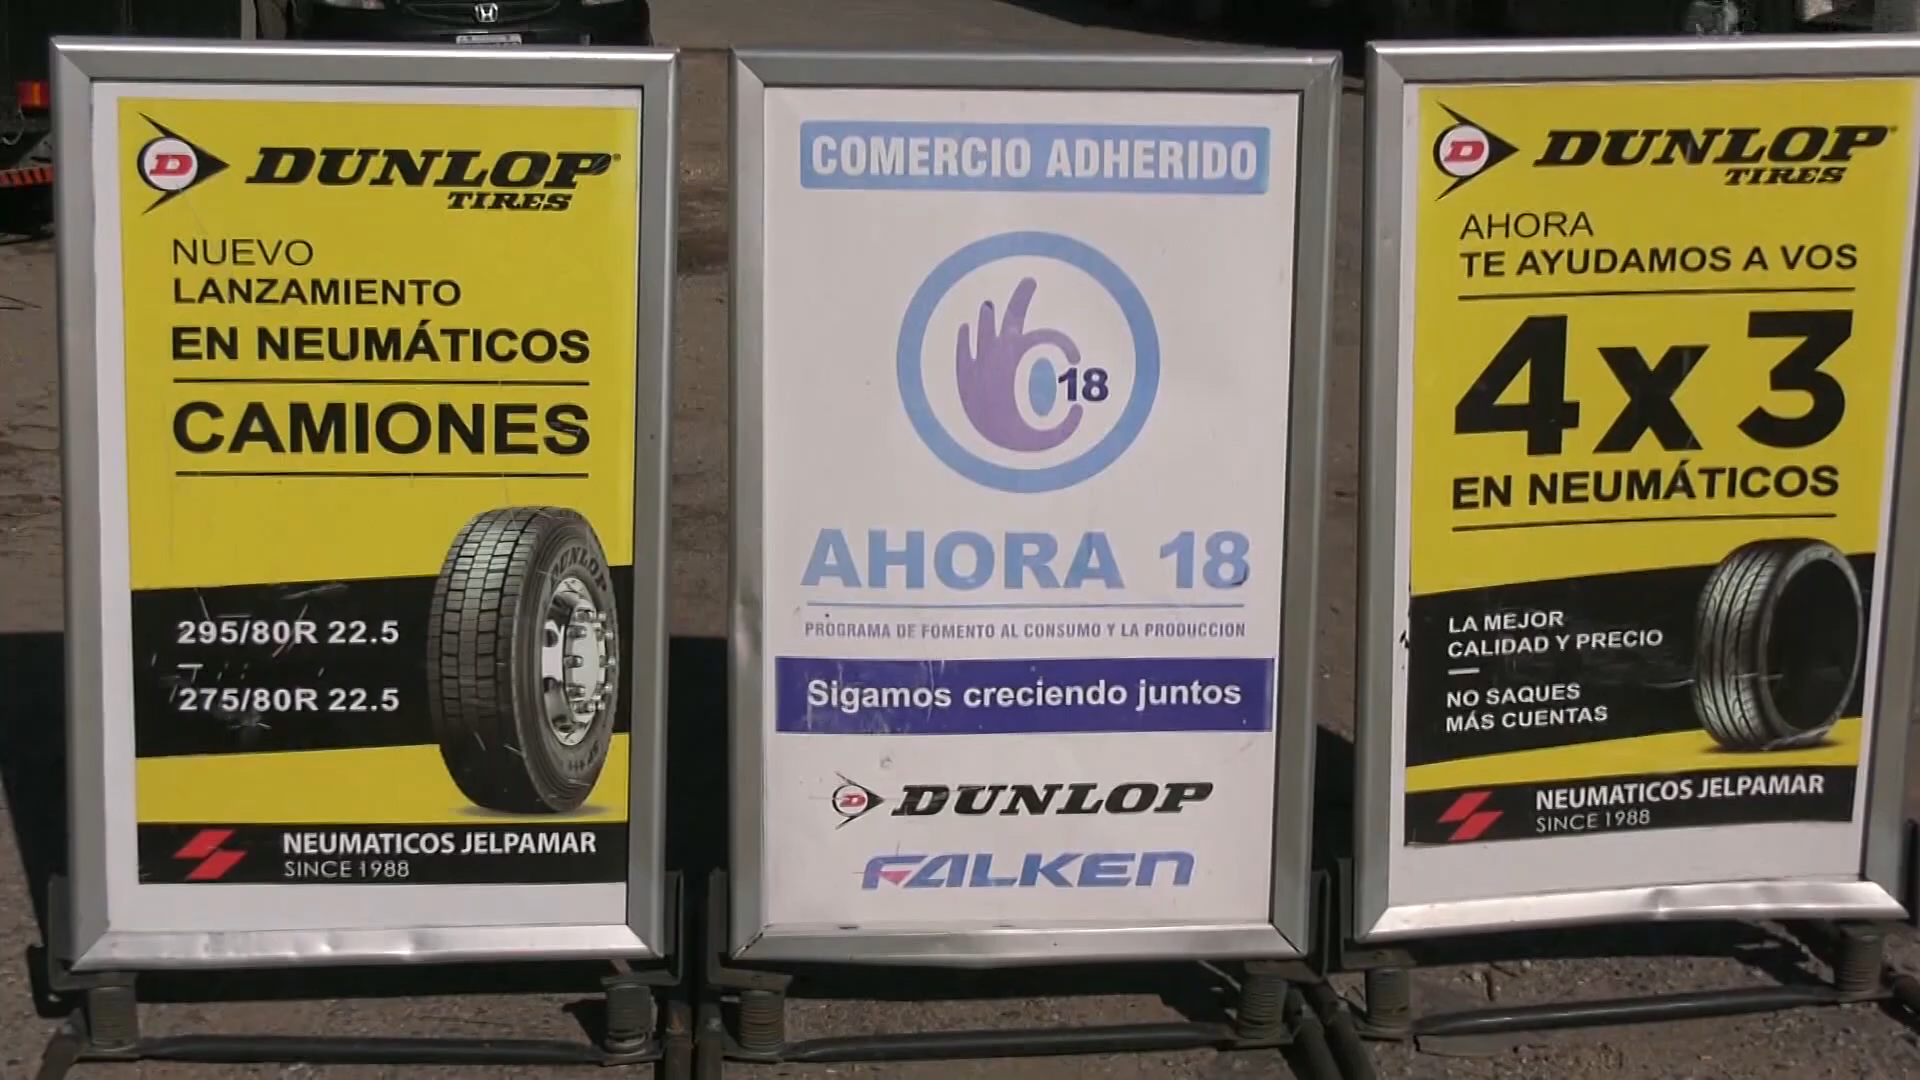 D DUNLOP
TIRES
NUEVO
LANZAMIENTO
EN NEUMÁTICOS
CAMIONES
295/80R 22.5
275/80R 22.5
DUNLOP
NEUMATICOS JELPAMAR
SINCE 1988
COMERCIO ADHERIDO
18
AHORA 18
PROGRAMA DE FOMENTO AL CONSUMO Y LA PRODUCCION
Sigamos creciendo juntos
D DUNLOP
FALKEN
D DUNLOP
TIRES
AHORA
TE AYUDAMOS A VOS
4x3
EN NEUMÁTICOS
LA MEJOR
CALIDAD Y PRECIO
NO SAQUES
MÁS CUENTAS
NEUMATICOS JELPAMAR
SINCE 1988